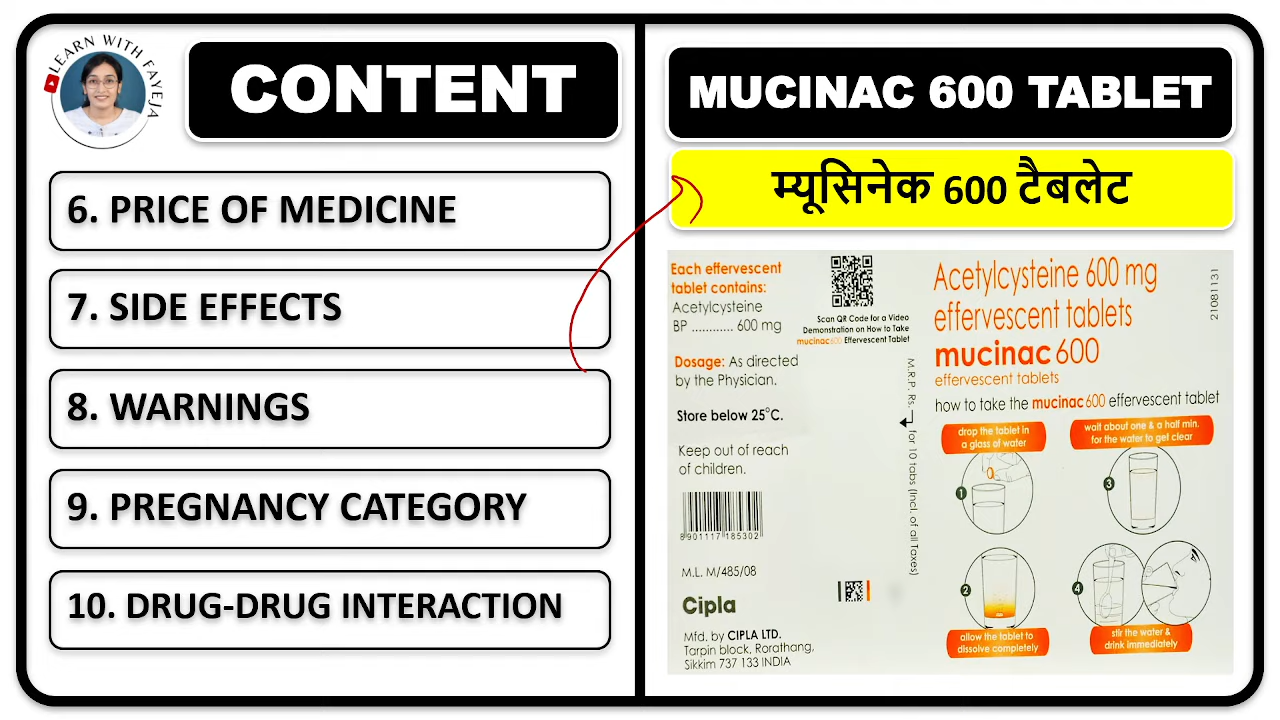 LEARN WITH FAYEJA
CONTENT
6. PRICE OF MEDICINE
7. SIDE EFFECTS
8. WARNINGS
9. PREGNANCY CATEGORY
10. DRUG-DRUG INTERACTION
MUCINAC 600 TABLET
म्यूसिनेक 600 टैबलेट
Each effervescent
tablet contains:
Acetylcysteine
BP ............ 600 mg
Scan QR Code for a Video
Demonstration on How to Take
mucinac600 Effervescent Tablet
Dosage: As directed
by the Physician.
Store below 25°C.
Keep out of reach
of children.
8901117185302
M.L. M/485/08
Cipla
Mfd. by CIPLA LTD.
Tarpin block, Rorathang,
Sikkim 737 133 INDIA
M.R.P. Rs. for 10 tabs (Incl. of all Taxes)
Acetylcysteine 600 mg
effervescent tablets
mucinac 600
effervescent tablets
21081131
how to take the mucinac600 effervescent tablet
drop the tablet in
a glass of water
1
allow the tablet to
dissolve completely
2
wait about one & a half min.
for the water to get clear
3
stir the water &
drink immediately
4